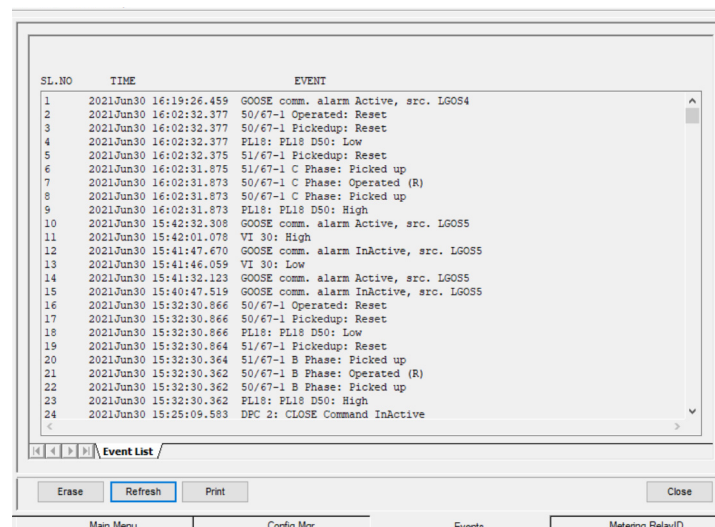 SL.NO TIME EVENT
1 2021Jun30 16:19:26.459 GOOSE comm. alarm Active, src. LGOS4
2 2021Jun30 16:02:32.377 50/67-1 Operated: Reset
3 2021Jun30 16:02:32.377 50/67-1 Pickedup: Reset
4 2021Jun30 16:02:32.377 PL18: PL18 D50: Low
5 2021Jun30 16:02:32.375 51/67-1 Pickedup: Reset
6 2021Jun30 16:02:31.875 51/67-1 C Phase: Picked up
7 2021Jun30 16:02:31.873 50/67-1 C Phase: Operated (R)
8 2021Jun30 16:02:31.873 50/67-1 C Phase: Picked up
9 2021Jun30 16:02:31.873 PL18: PL18 D50: High
10 2021Jun30 15:42:32.308 GOOSE comm. alarm Active, src. LGOS5
11 2021Jun30 15:42:01.078 VI 30: High
12 2021Jun30 15:41:47.670 GOOSE comm. alarm InActive, src. LGOS5
13 2021Jun30 15:41:46.059 VI 30: Low
14 2021Jun30 15:41:32.123 GOOSE comm. alarm Active, src. LGOS5
15 2021Jun30 15:40:47.519 GOOSE comm. alarm InActive, src. LGOS5
16 2021Jun30 15:32:30.866 50/67-1 Operated: Reset
17 2021Jun30 15:32:30.866 50/67-1 Pickedup: Reset
18 2021Jun30 15:32:30.866 PL18: PL18 D50: Low
19 2021Jun30 15:32:30.864 51/67-1 Pickedup: Reset
20 2021Jun30 15:32:30.364 51/67-1 B Phase: Picked up
21 2021Jun30 15:32:30.362 50/67-1 B Phase: Operated (R)
22 2021Jun30 15:32:30.362 50/67-1 B Phase: Picked up
23 2021Jun30 15:32:30.362 PL18: PL18 D50: High
24 2021Jun30 15:25:09.583 DPC 2: CLOSE Command InActive
Event List
Erase Refresh Print Close
Main Menu Config Mgr Events Metering RelayID